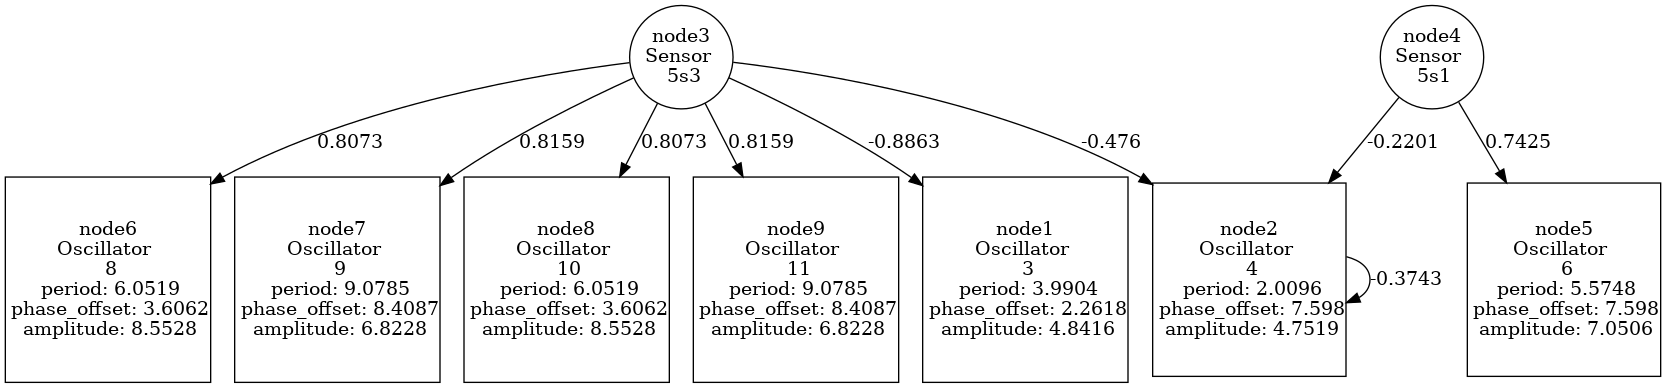 node3
Sensor
5s3
node4
Sensor
5s1
0.8073
0.8159
0.8073
0.8159
-0.8863
-0.476
-0.2201
0.7425
node6
Oscillator
8
period: 6.0519
phase_offset: 3.6062
amplitude: 8.5528
node7
Oscillator
9
period: 9.0785
phase_offset: 8.4087
amplitude: 6.8228
node8
Oscillator
10
period: 6.0519
phase_offset: 3.6062
amplitude: 8.5528
node9
Oscillator
11
period: 9.0785
phase_offset: 8.4087
amplitude: 6.8228
node1
Oscillator
3
period: 3.9904
phase_offset: 2.2618
amplitude: 4.8416
node2
Oscillator
4
period: 2.0096
phase_offset: 7.598
amplitude: 4.7519
-0.3743
node5
Oscillator
6
period: 5.5748
phase_offset: 7.598
amplitude: 7.0506